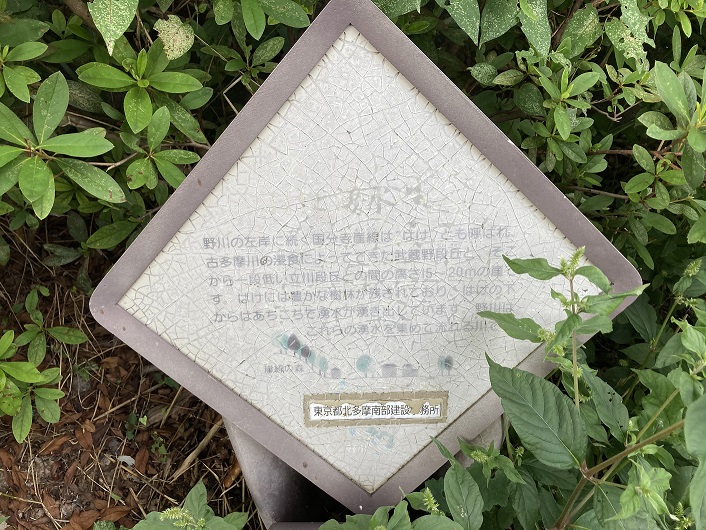 野川の左岸に続く国分寺崖線は"はけ"とも呼ばれ、
古多摩川の浸食によってできた武蔵野段丘と、そこ
から一段低い立川段丘との間の高さ15～20mの崖
す。はけには豊かな樹林が残されており、はけの下
からはあちこちで湧水が湧き出しています。野川は
これらの湧水を集めて流れる川
東京都北多摩南部建設 務所